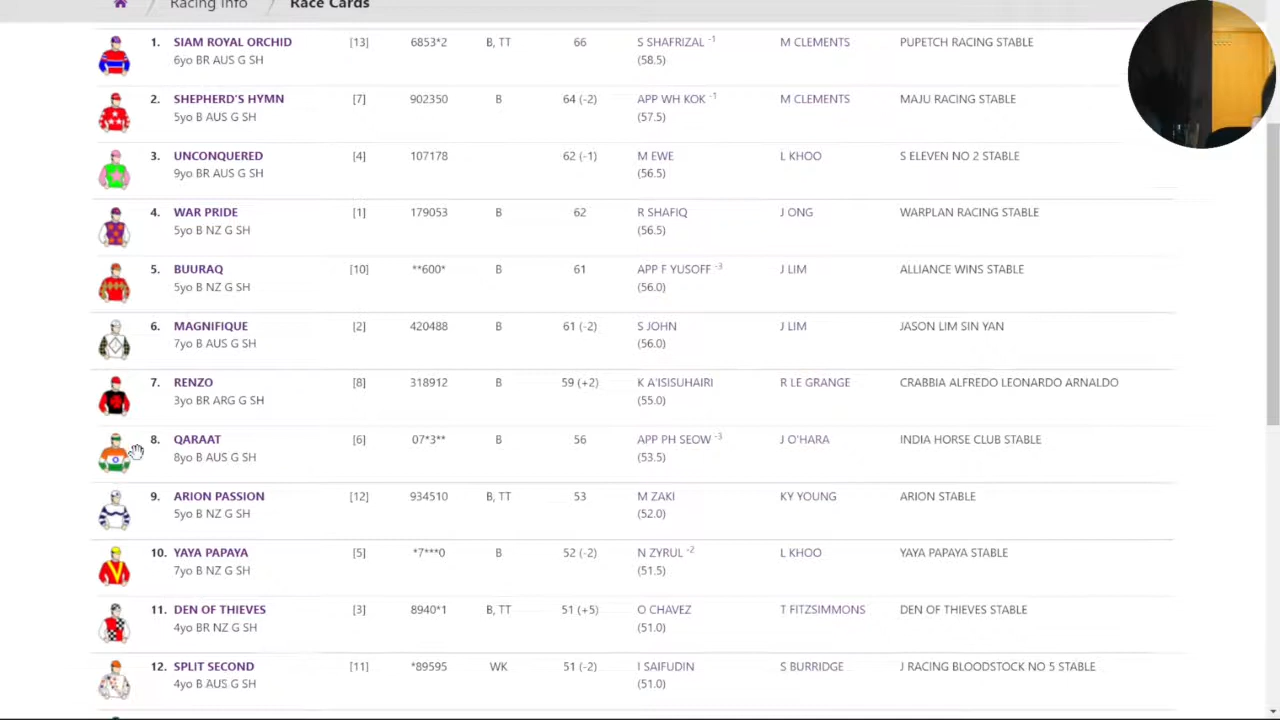 Racing Info / Race Cards
1. SIAM ROYAL ORCHID [13] 6853*2 B, TT 66 S SHAFRIZAL -1 M CLEMENTS PUPETCH RACING STABLE
6yo BR AUS G SH (58.5)
2. SHEPHERD'S HYMN [7] 902350 B 64 (-2) APP WH KOK -1 M CLEMENTS MAJU RACING STABLE
5yo B AUS G SH (57.5)
3. UNCONQUERED [4] 107178 62 (-1) M EWE L KHOO S ELEVEN NO 2 STABLE
9yo BR AUS G SH (56.5)
4. WAR PRIDE [1] 179053 B 62 R SHAFIQ J ONG WARPLAN RACING STABLE
5yo B NZ G SH (56.5)
5. BUURAQ [10] **600* B 61 APP F YUSOFF -3 J LIM ALLIANCE WINS STABLE
5yo B NZ G SH (56.0)
6. MAGNIFIQUE [2] 420488 B 61 (-2) S JOHN J LIM JASON LIM SIN YAN
7yo B AUS G SH (56.0)
7. RENZO [8] 318912 B 59 (+2) K A'ISISUHAIRI R LE GRANGE CRABBIA ALFREDO LEONARDO ARNALDO
3yo BR ARG G SH (55.0)
8. QARAAT [6] 07*3** B 56 APP PH SEOW -3 J O'HARA INDIA HORSE CLUB STABLE
8yo B AUS G SH (53.5)
9. ARION PASSION [12] 934510 B, TT 53 M ZAKI KY YOUNG ARION STABLE
5yo B NZ G SH (52.0)
10. YAYA PAPAYA [5] *7***0 B 52 (-2) N ZYRUL -2 L KHOO YAYA PAPAYA STABLE
7yo B NZ G SH (51.5)
11. DEN OF THIEVES [3] 8940*1 B, TT 51 (+5) O CHAVEZ T FITZSIMMONS DEN OF THIEVES STABLE
4yo BR NZ G SH (51.0)
12. SPLIT SECOND [11] *89595 WK 51 (-2) I SAIFUDIN S BURRIDGE J RACING BLOODSTOCK NO 5 STABLE
4yo B AUS G SH (51.0)